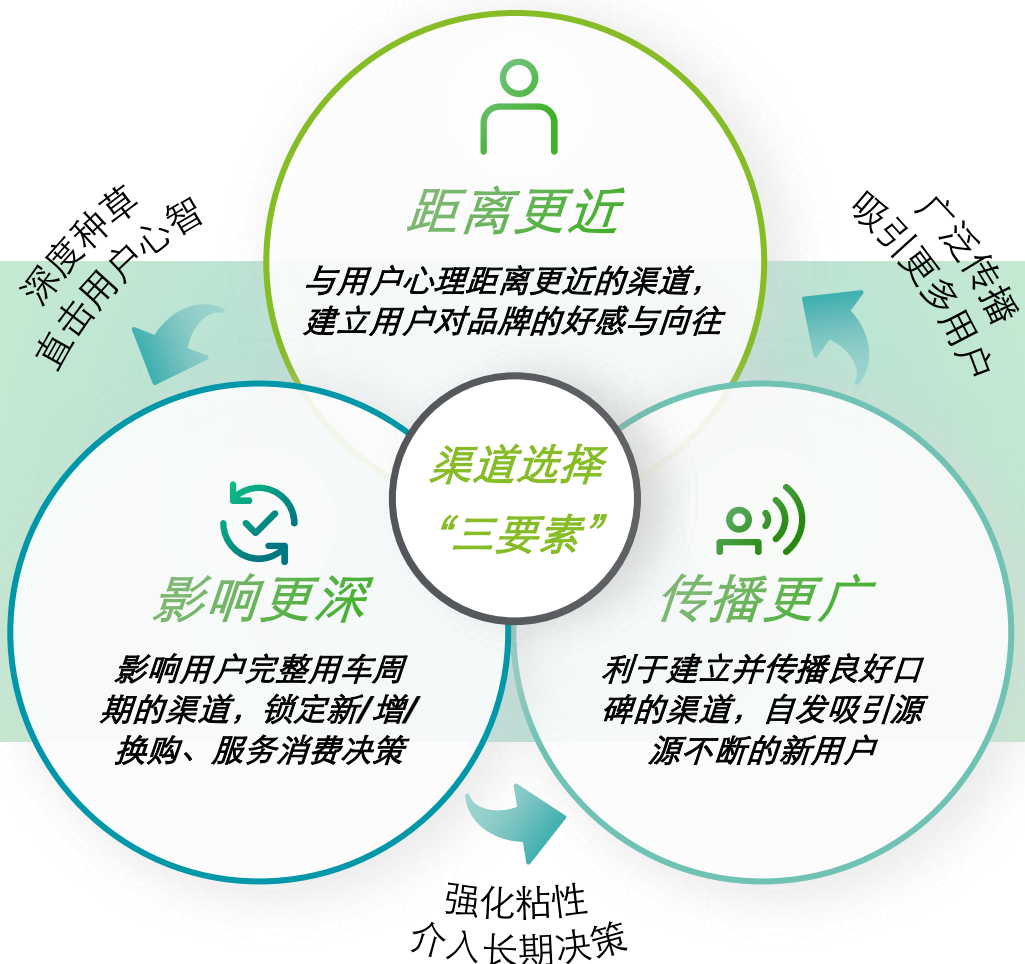 距离更近
与用户心理距离更近的渠道，
建立用户对品牌的好感与向往
深度种草
直击用户心智
广泛传播
吸引更多用户
渠道选择
“三要素”
影响更深
影响用户完整用车周
期的渠道，锁定新/增/
换购、服务消费决策
传播更广
利于建立并传播良好口
碑的渠道，自发吸引源
源不断的新用户
强化粘性
介入长期决策